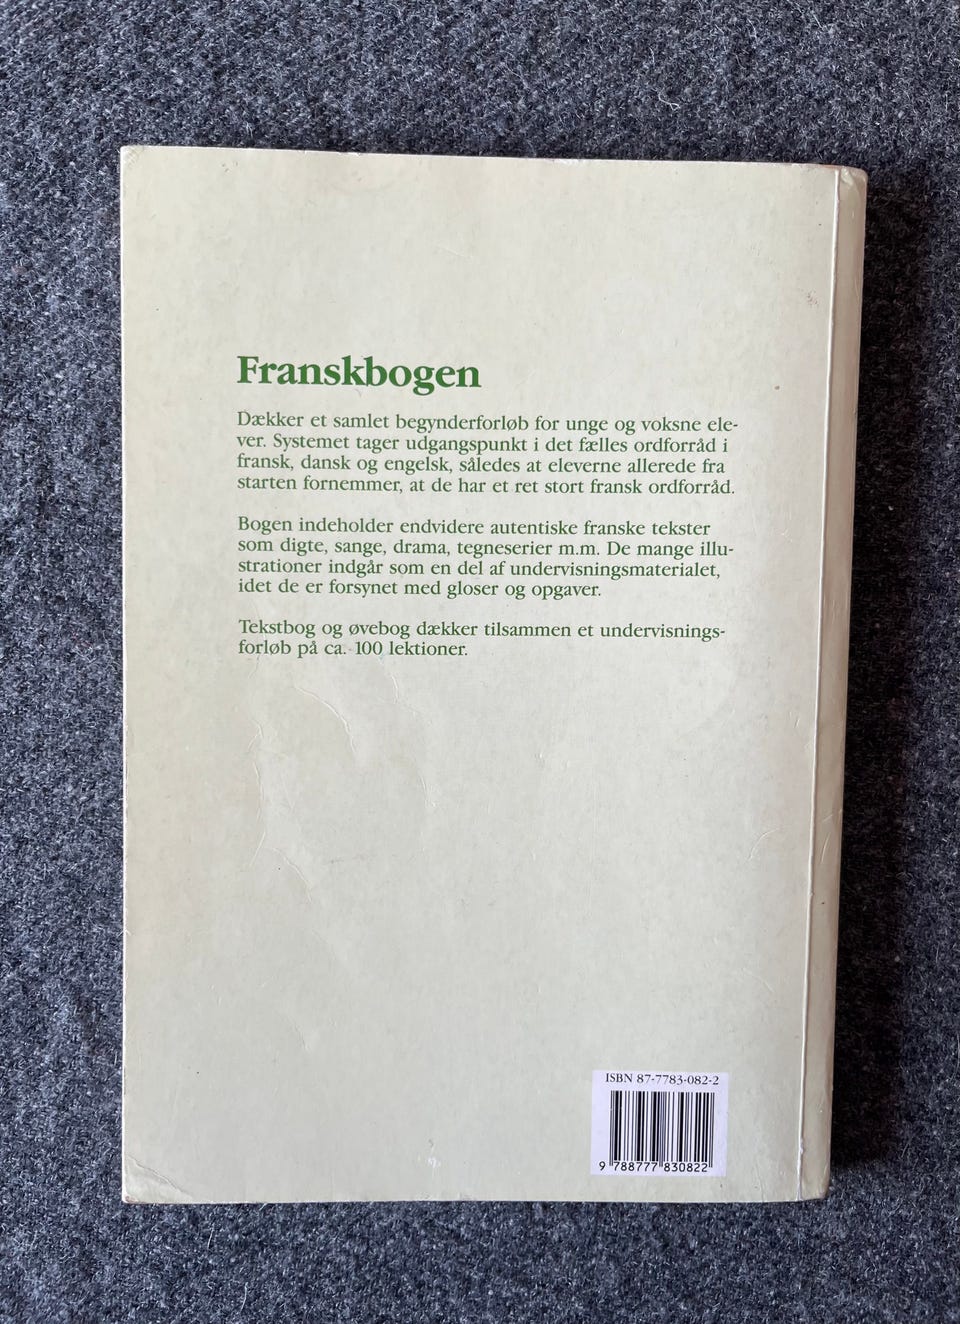 Franskbogen
Dækker et samlet begynderforløb for unge og voksne ele-
ver. Systemet tager udgangspunkt i det fælles ordforråd i
fransk, dansk og engelsk, således at eleverne allerede fra
starten fornemmer, at de har et ret stort fransk ordforråd.
Bogen indeholder endvidere autentiske franske tekster
som digte, sange, drama, tegneserier m.m. De mange illu-
strationer indgår som en del af undervisningsmaterialet,
idet de er forsynet med gloser og opgaver.
Tekstbog og øvebog dækker tilsammen et undervisnings-
forløb på ca. 100 lektioner.
ISBN 87-7783-082-2
9 788777 830822